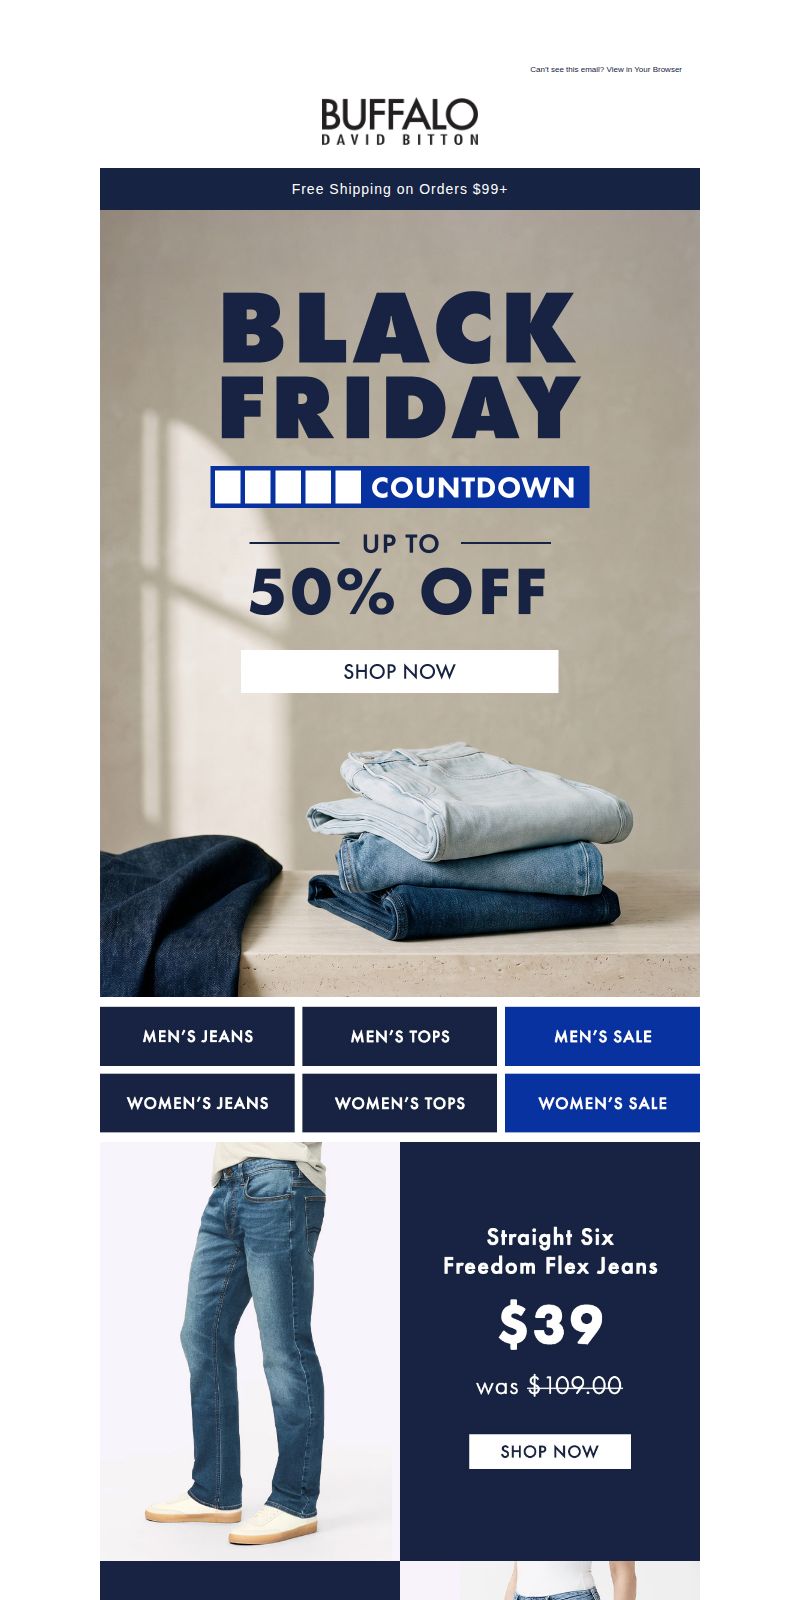 Can't see this email? View in Your Browser
BUFFALO
DAVID BITTON
Free Shipping on Orders $99+
BLACK
FRIDAY
COUNTDOWN
UP TO
50% OFF
SHOP NOW
MEN'S JEANS
MEN'S TOPS
MEN'S SALE
WOMEN'S JEANS
WOMEN'S TOPS
WOMEN'S SALE
Straight Six
Freedom Flex Jeans
$39
was $109.00
SHOP NOW